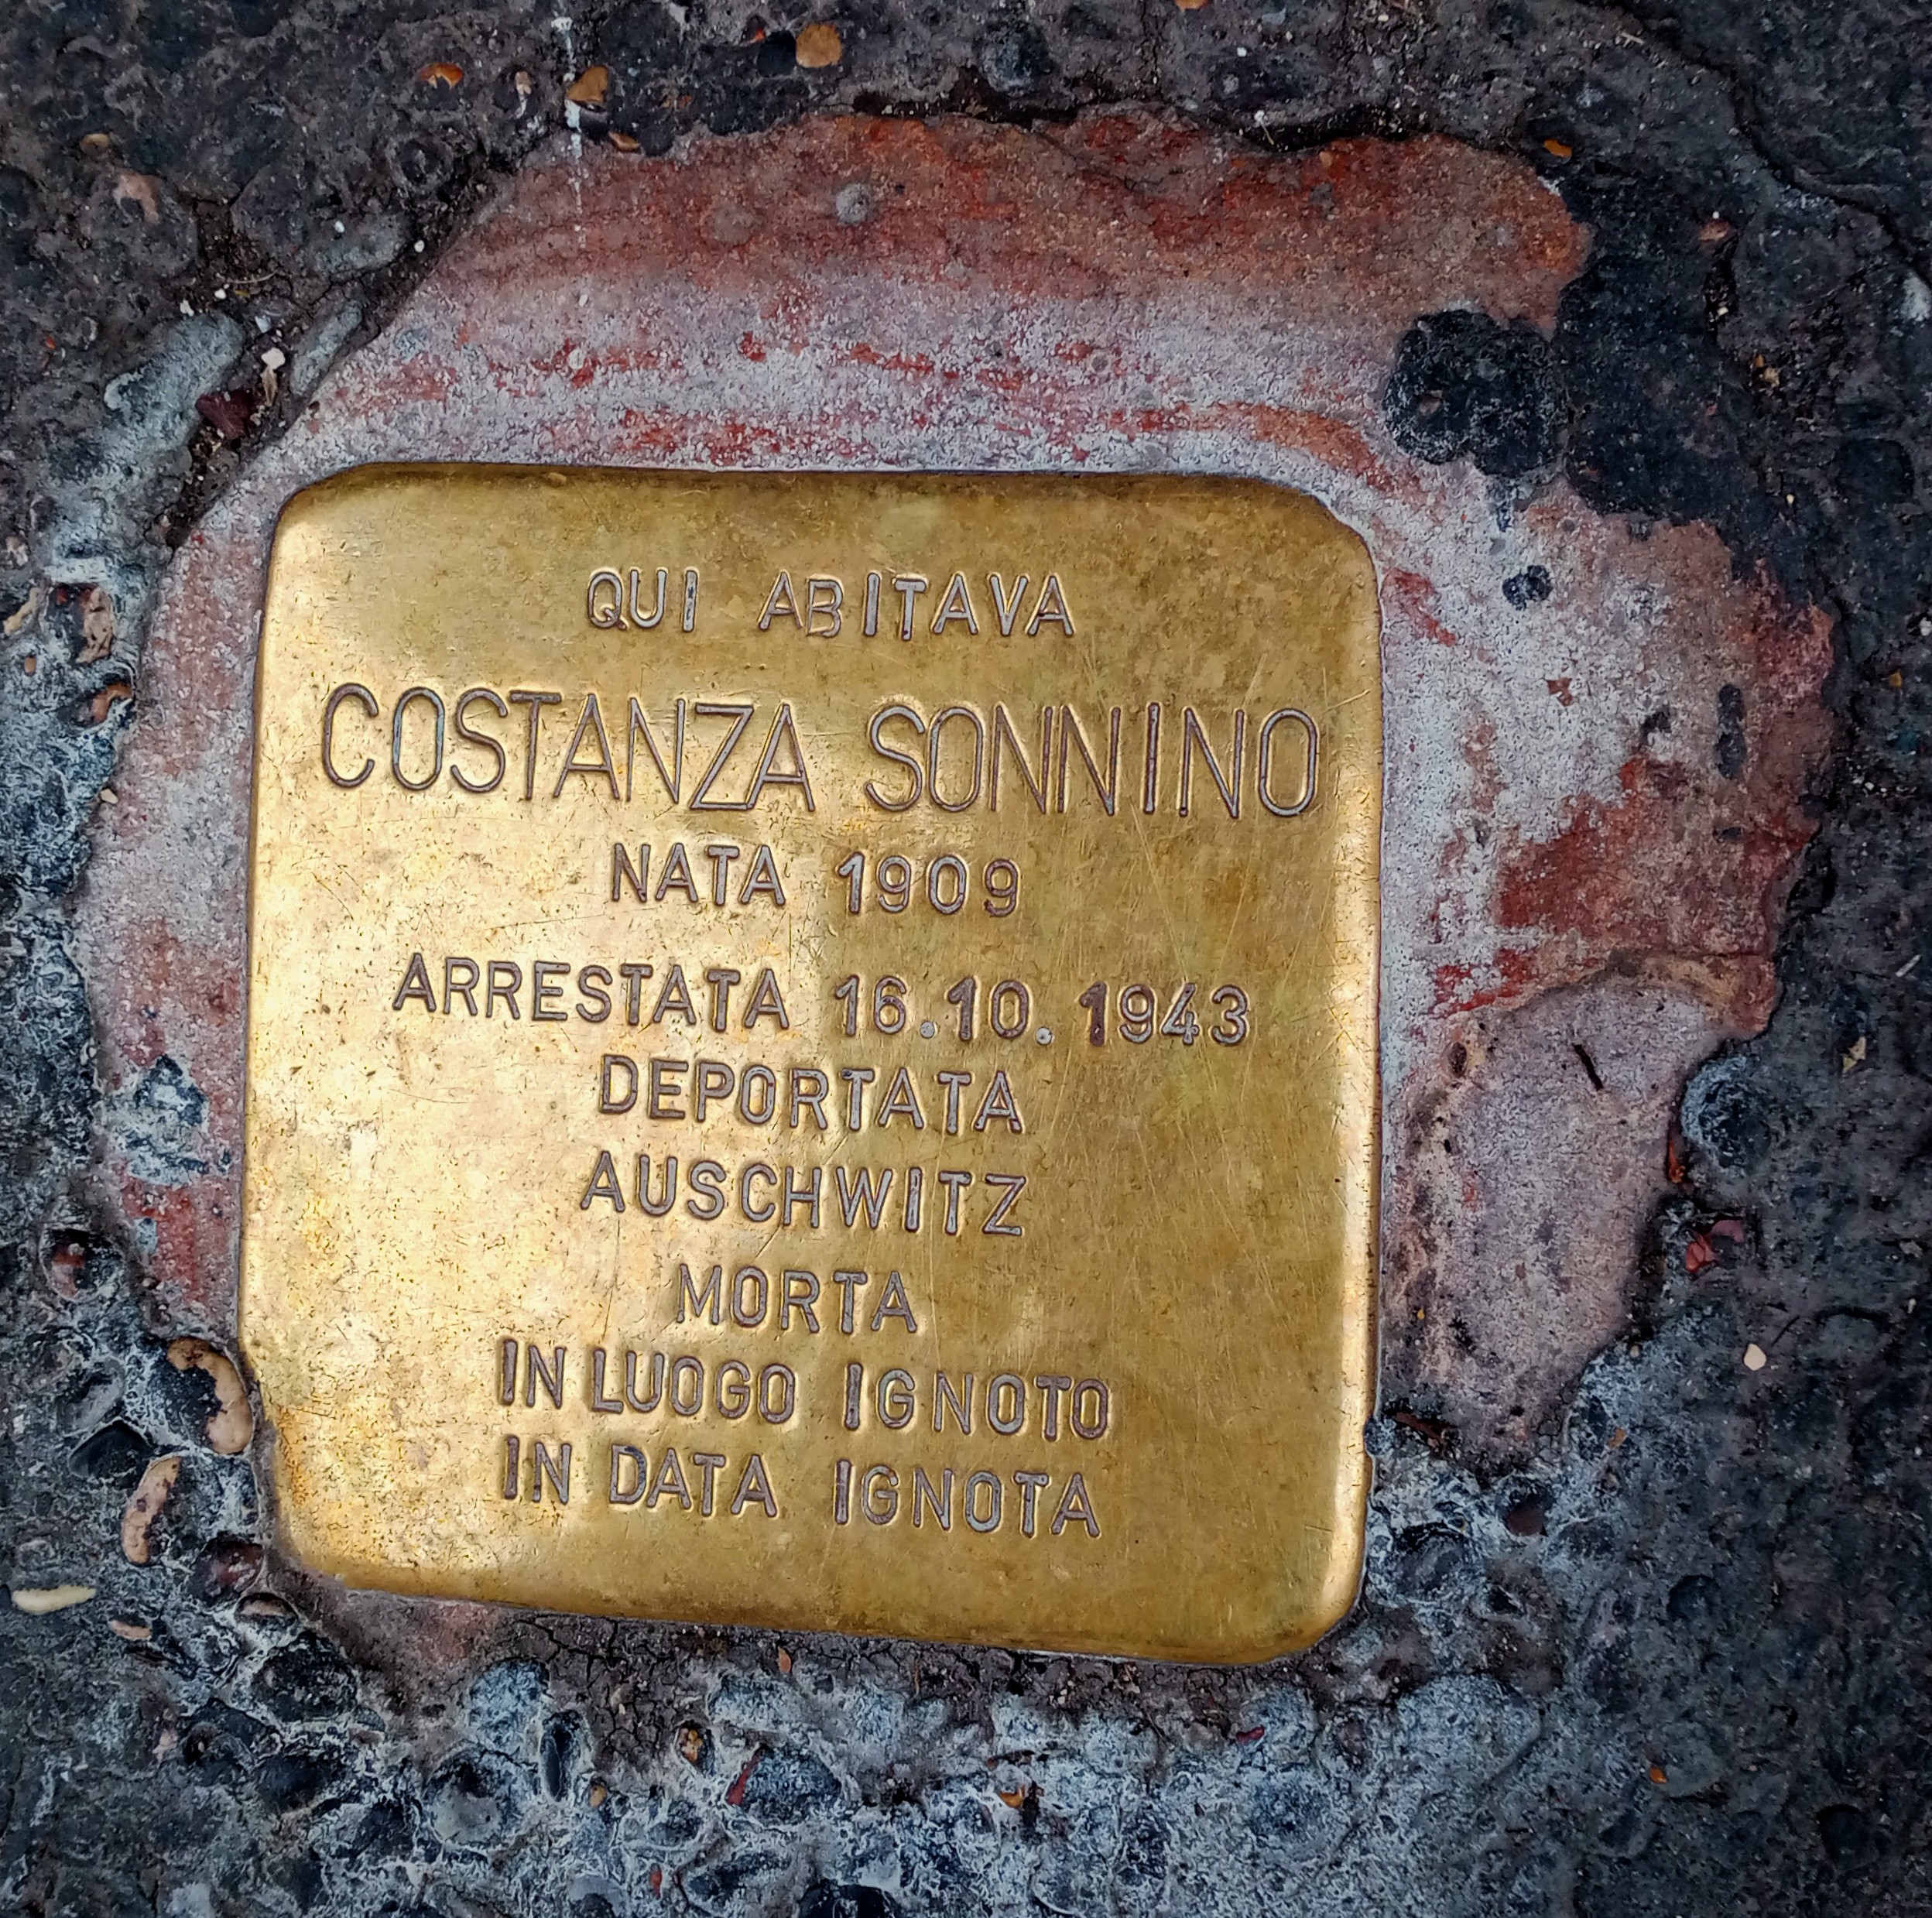 QUI ABITAVA
COSTANZA SONNINO
NATA 1909
ARRESTATA 16.10.1943
DEPORTATA
AUSCHWITZ
MORTA
IN LUOGO IGNOTO
IN DATA IGNOTA